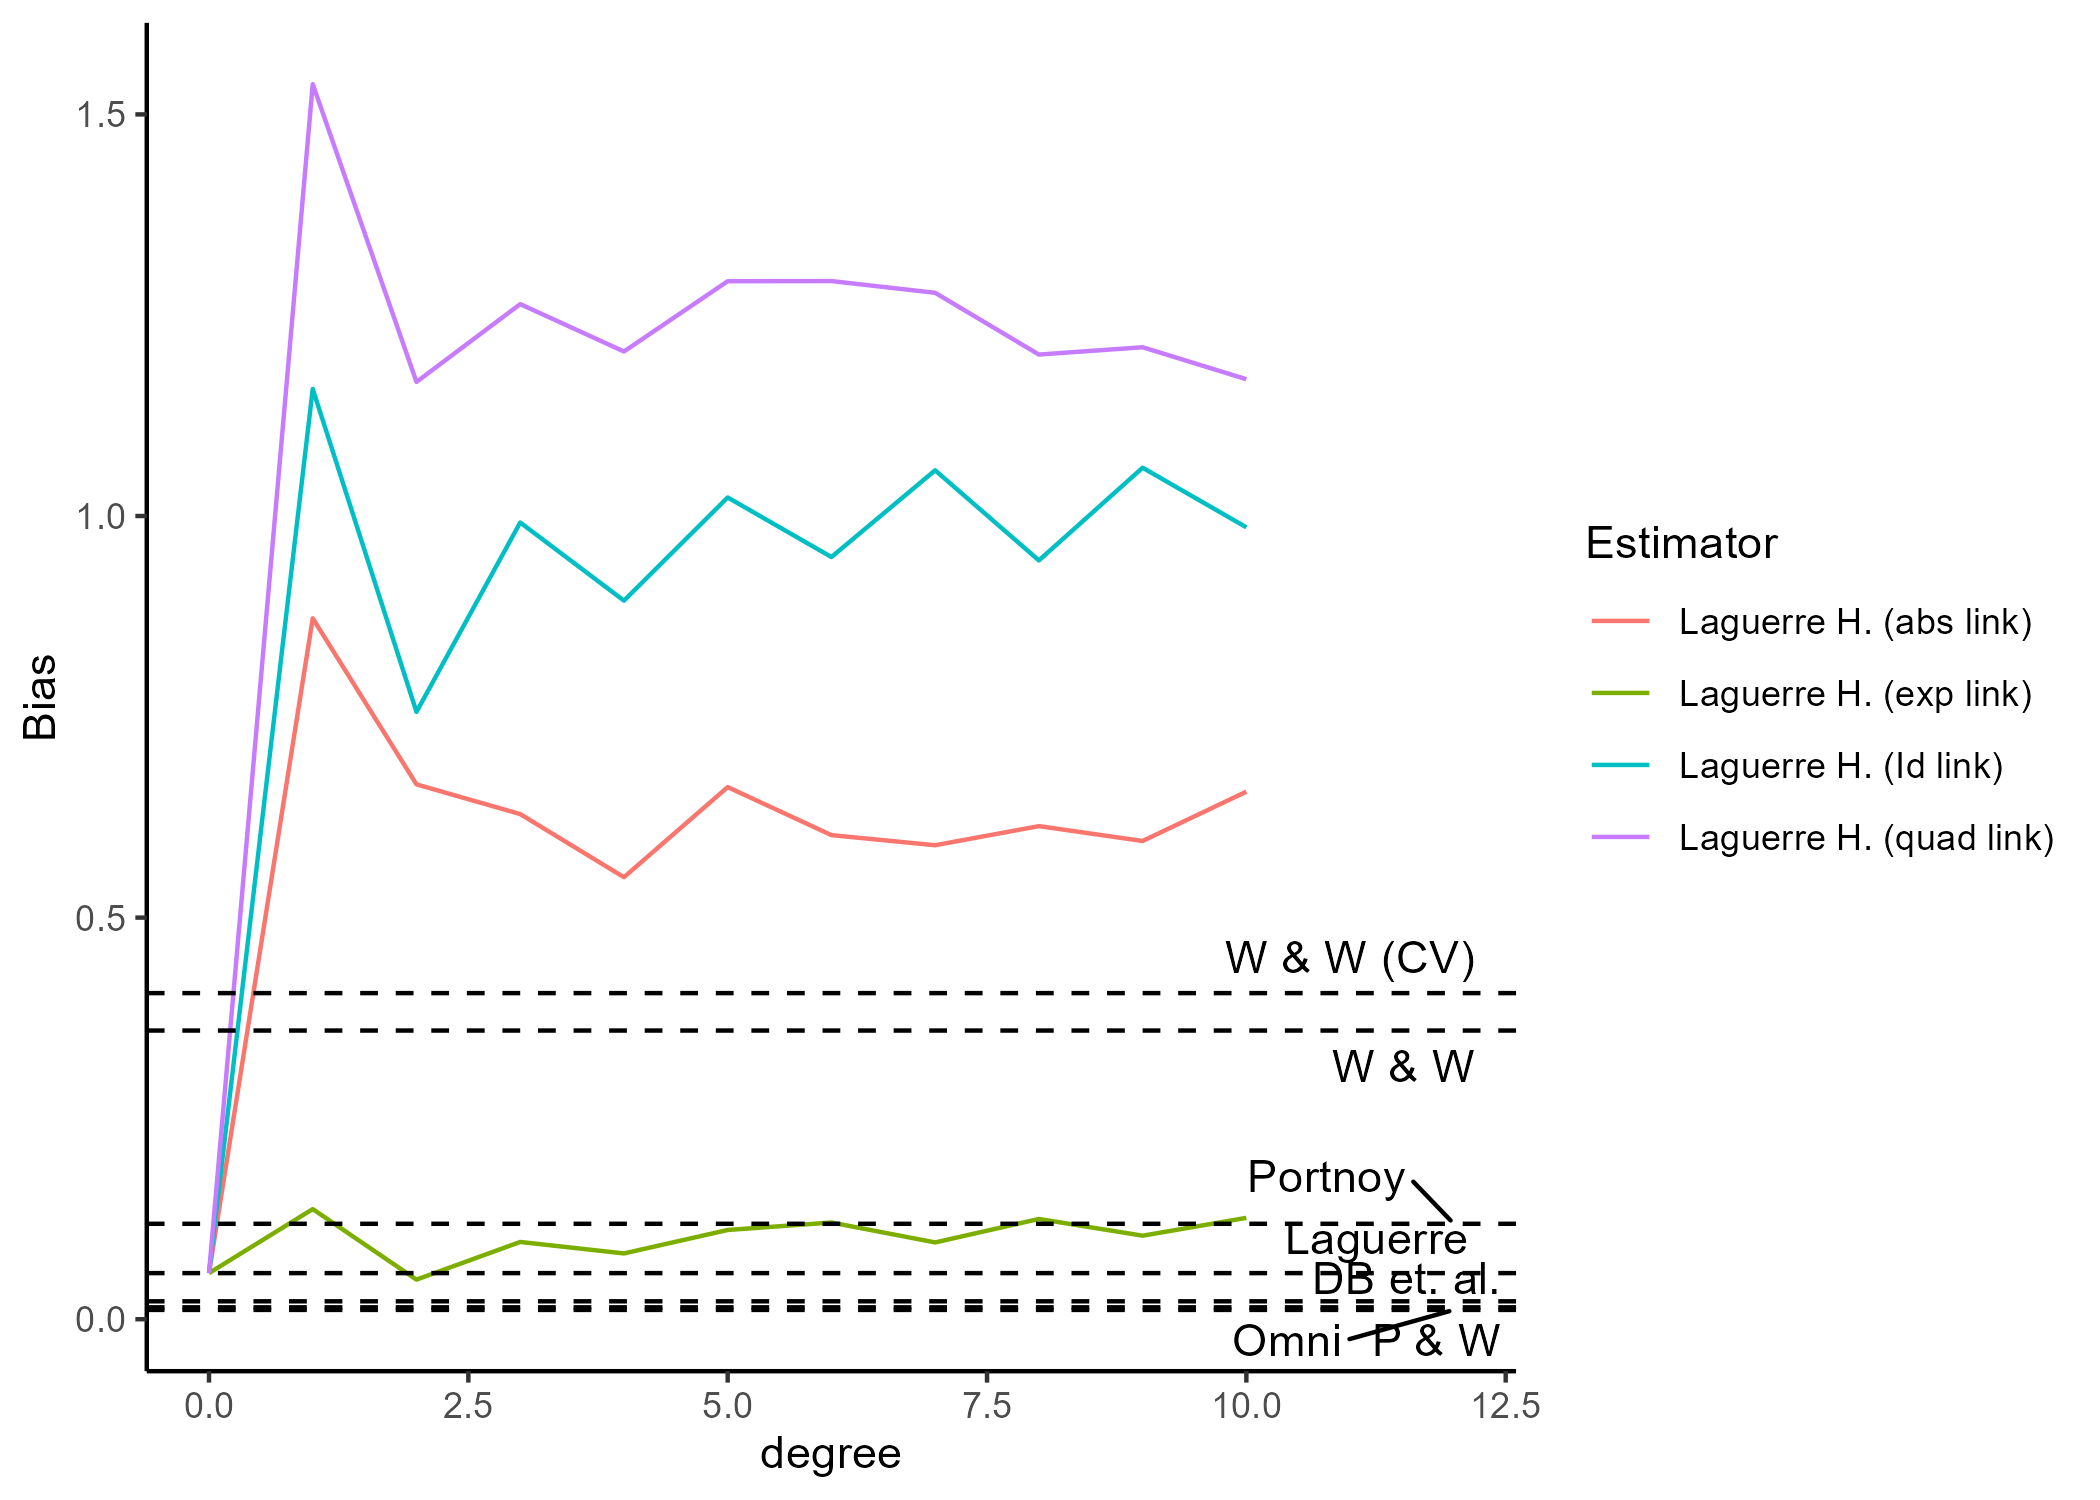 1.5
1.0
0.5
0.0
Bias
W & W (CV)
W & W
Portnoy
Laguerre
DB et. al.
Omni
P & W
0.0
2.5
5.0
7.5
10.0
12.5
degree
Estimator
Laguerre H. (abs link)
Laguerre H. (exp link)
Laguerre H. (Id link)
Laguerre H. (quad link)